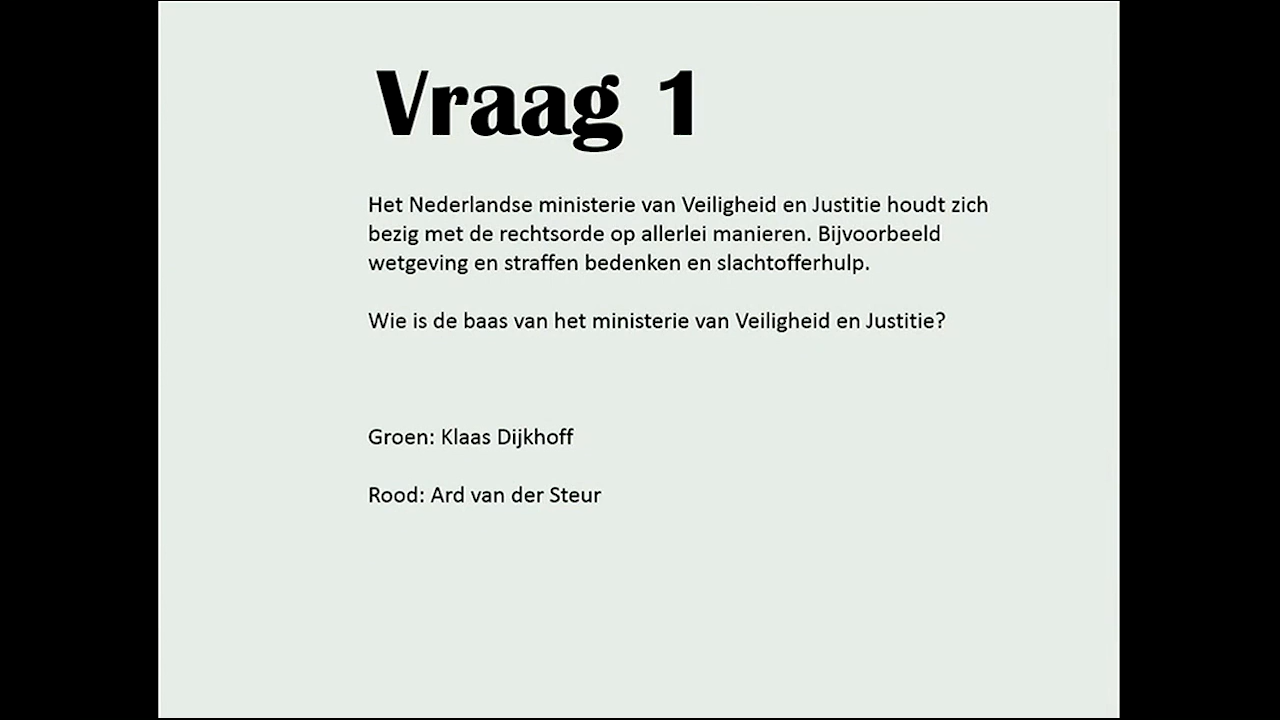 Vraag 1
Het Nederlandse ministerie van Veiligheid en Justitie houdt zich
bezig met de rechtsorde op allerlei manieren. Bijvoorbeeld
wetgeving en straffen bedenken en slachtofferhulp.
Wie is de baas van het ministerie van Veiligheid en Justitie?
Groen: Klaas Dijkhoff
Rood: Ard van der Steur